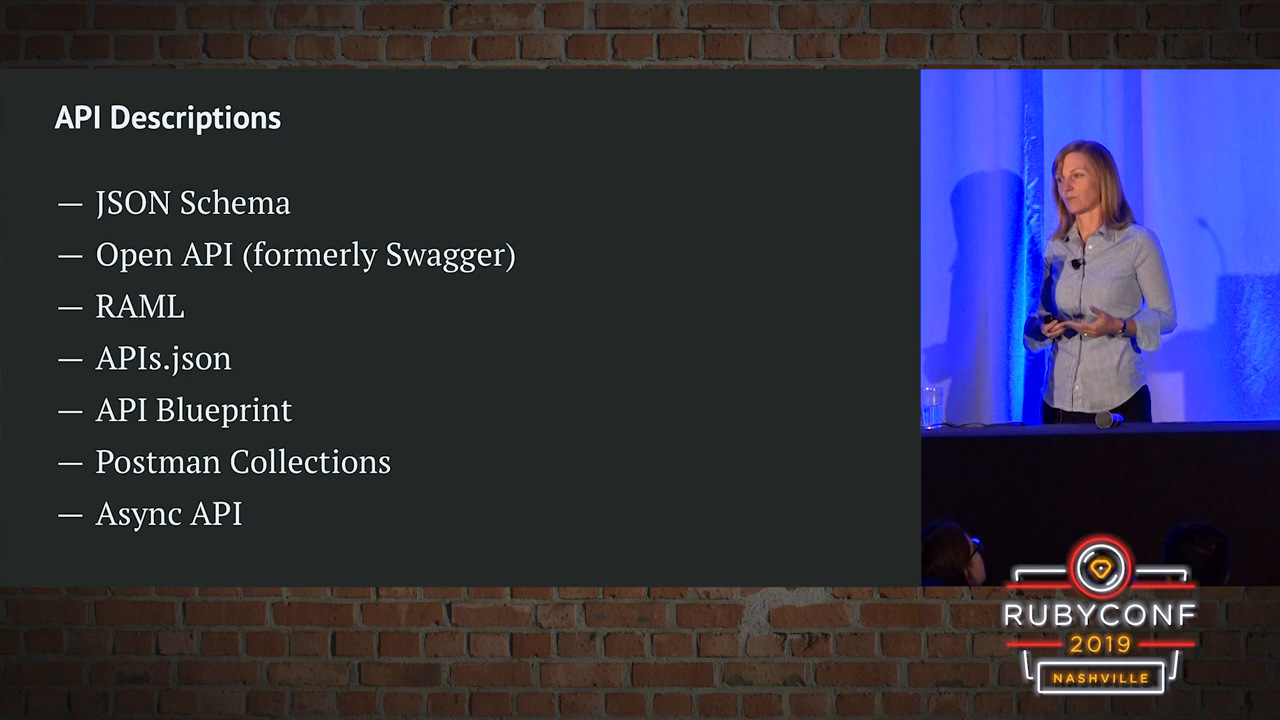 API Descriptions
— JSON Schema
— Open API (formerly Swagger)
— RAML
— APIs.json
— API Blueprint
— Postman Collections
— Async API
RUBYCONF
2019
NASHVILLE